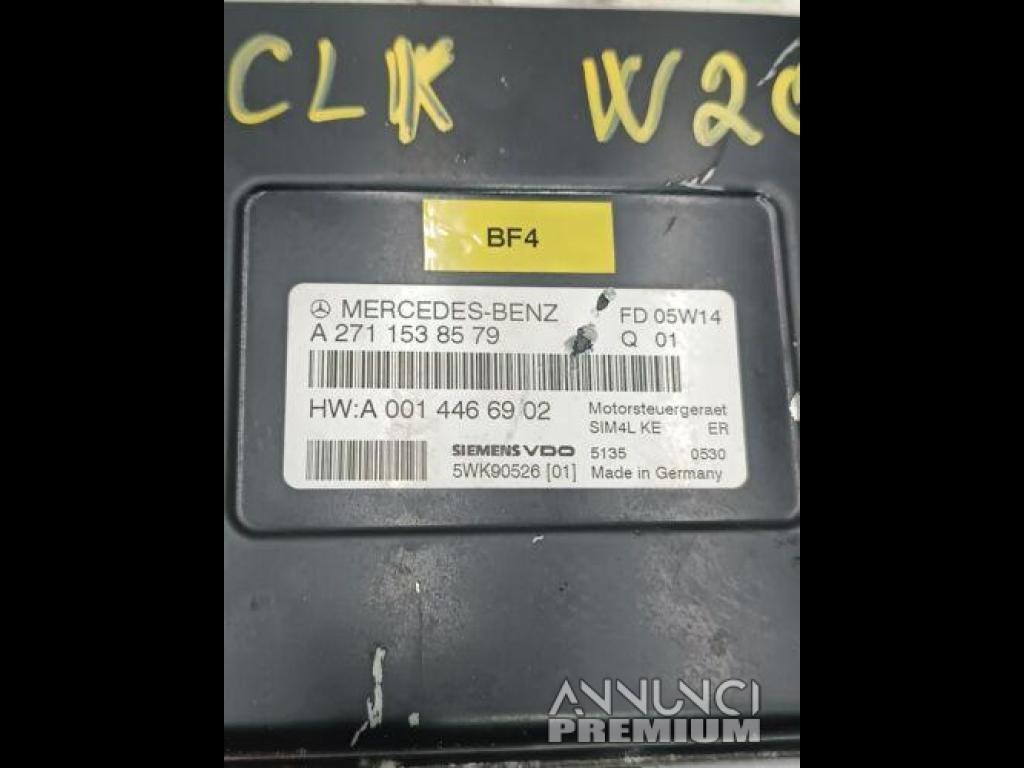 CLK W20
BF4
MERCEDES-BENZ FD 05W14
A 271 153 85 79 Q 01
HW:A 001 446 69 02 Motorsteuergeraet
SIM4L KE ER
SIEMENS VDO 5135 0530
5WK90526 [01] Made in Germany
ANNUNCI
PREMIUM